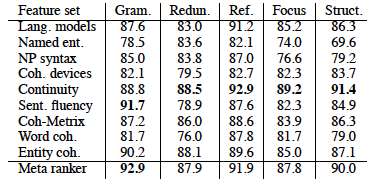 Feature set Gram. Redun. Ref. Focus Struct.
Lang. models 87.6 83.0 91.2 85.2 86.3
Named ent. 78.5 83.6 82.1 74.0 69.6
NP syntax 85.0 83.8 87.0 76.6 79.2
Coh. devices 82.1 79.5 82.7 82.3 83.7
Continuity 88.8 88.5 92.9 89.2 91.4
Sent. fluency 91.7 78.9 87.6 82.3 84.9
Coh-Metrix 87.2 86.0 88.6 83.9 86.3
Word coh. 81.7 76.0 87.8 81.7 79.0
Entity coh. 90.2 88.1 89.6 85.0 87.1
Meta ranker 92.9 87.9 91.9 87.8 90.0